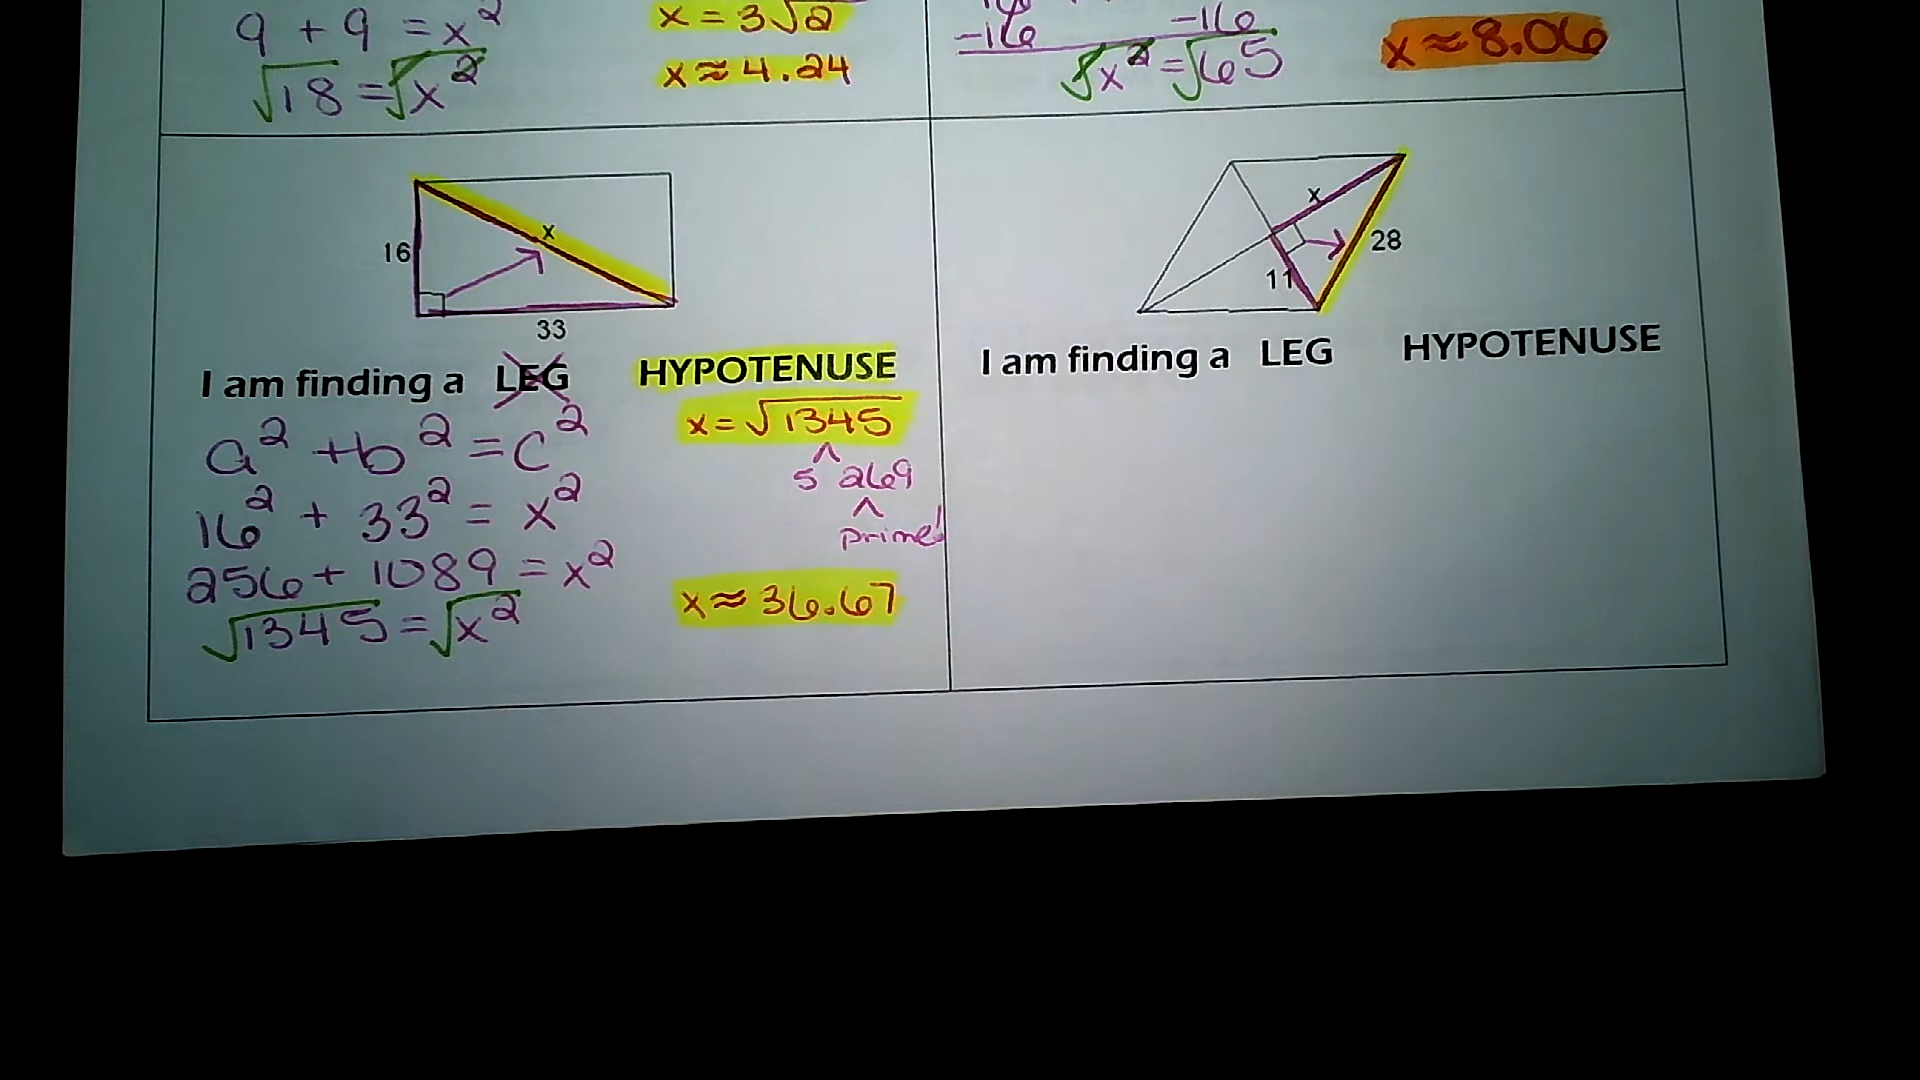 9 + 9 = x²
√18 = √x²
x = 3√2
x ≈ 4.24
-16 -16
√x² = √65
x ≈ 8.06
16
x
33
I am finding a LEG HYPOTENUSE
a² + b² = c²
16² + 33² = x²
256 + 1089 = x²
√1345 = √x²
x = √1345
5 269
prime!
x ≈ 36.67
x
28
11
I am finding a LEG HYPOTENUSE